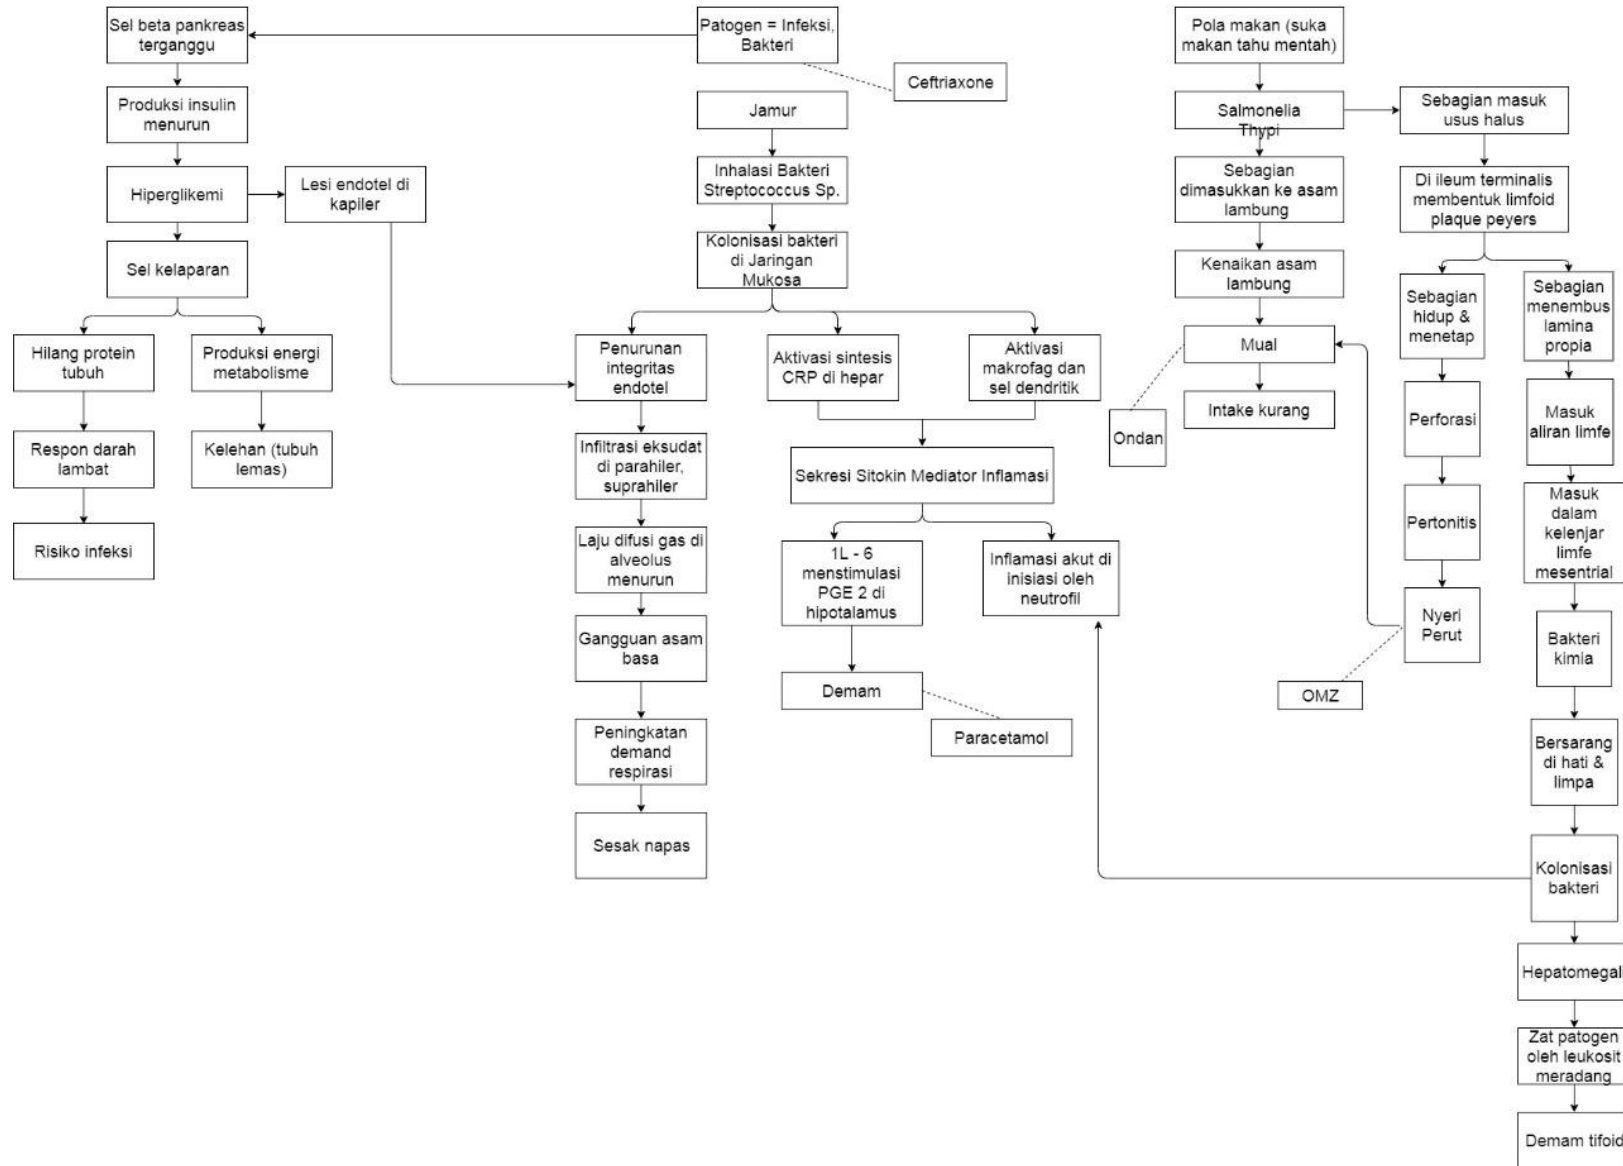 Sel beta pankreas
terganggu
Produksi insulin
menurun
Hiperglikemi
Lesi endotel di
kapiler
Sel kelaparan
Hilang protein
tubuh
Produksi energi
metabolisme
Respon darah
lambat
Kelehan (tubuh
lemas)
Risiko infeksi
Patogen = Infeksi,
Bakteri
Ceftriaxone
Jamur
Inhalasi Bakteri
Streptococcus Sp.
Kolonisasi bakteri
di Jaringan
Mukosa
Penurunan
integritas
endotel
Aktivasi sintesis
CRP di hepar
Aktivasi
makrofag dan
sel dendritik
Infiltrasi eksudat
di parahiler,
suprahiler
Sekresi Sitokin Mediator Inflamasi
Laju difusi gas di
alveolus
menurun
1L - 6
menstimulasi
PGE 2 di
hipotalamus
Inflamasi akut di
inisiasi oleh
neutrofil
Gangguan asam
basa
Demam
Paracetamol
Peningkatan
demand
respirasi
Sesak napas
Pola makan (suka
makan tahu mentah)
Salmonella
Thypi
Sebagian masuk
usus halus
Sebagian
dimasukkan ke asam
lambung
Di ileum terminalis
membentuk limfoid
plaque peyers
Kenaikan asam
lambung
Mual
Intake kurang
Ondan
Sebagian
hidup &
menetap
Sebagian
menembus
lamina
propia
Perforasi
Masuk
aliran limfe
Pertonitis
Masuk
dalam
kelenjar
limfe
mesentrial
Nyeri
Perut
OMZ
Bakteri
kimia
Bersarang
di hati &
limpa
Kolonisasi
bakteri
Hepatomegali
Zat patogen
oleh leukosit
meradang
Demam tifoid